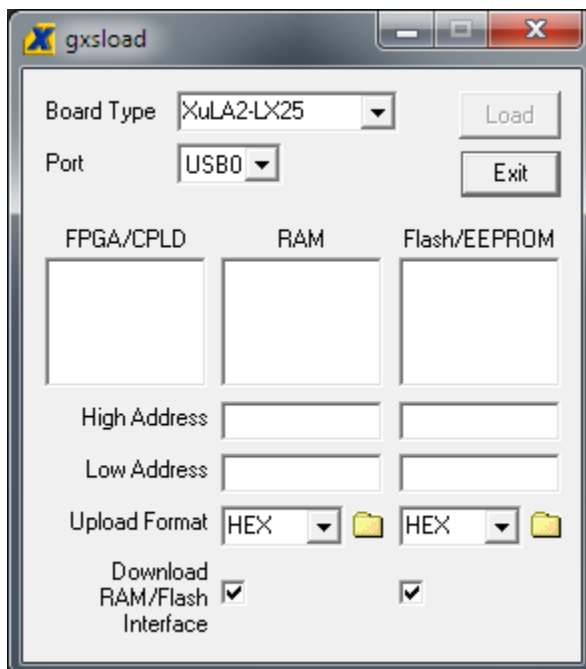 gxsload
Board Type XuLA2-LX25 Load
Port USB0 Exit
FPGA/CPLD RAM Flash/EEPROM
High Address
Low Address
Upload Format HEX HEX
Download
RAM/Flash
Interface